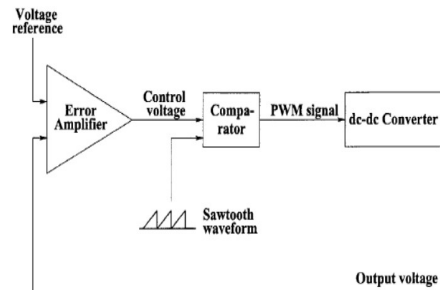 Voltage
reference
Error
Amplifier
Control
voltage
Compa-
rator
PWM signal
dc-dc Converter
Sawtooth
waveform
Output voltage